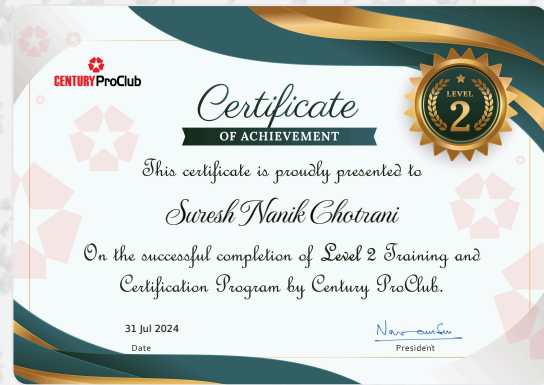 CENTURY ProClub
LEVEL
2
Certificate
OF ACHIEVEMENT
This certificate is proudly presented to
Suresh Nanik Chotrani
On the successful completion of Level 2 Training and
Certification Program by Century ProClub.
31 Jul 2024
Date
President